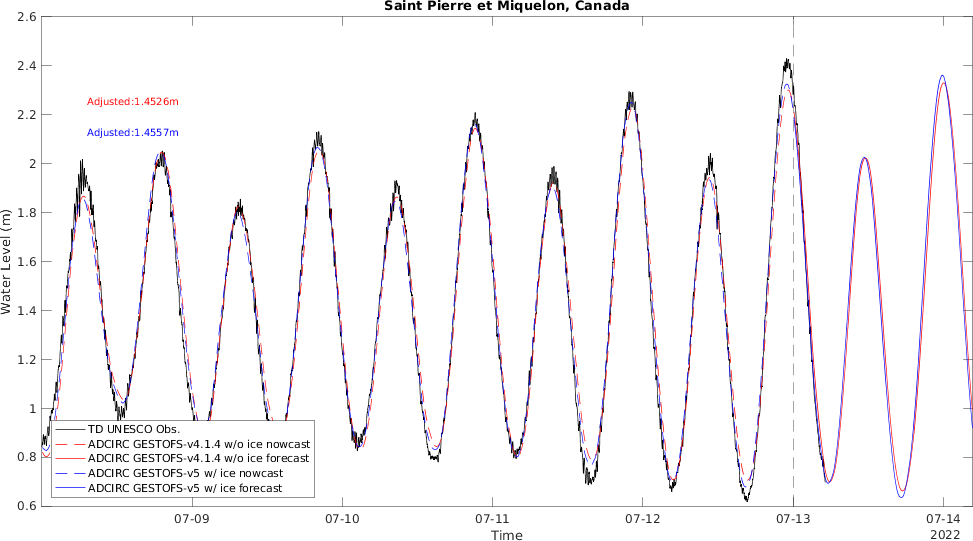 Saint Pierre et Miquelon, Canada
2.6
2.4
2.2
2
1.8
1.6
1.4
1.2
1
0.8
0.6
Water Level (m)
Adjusted:1.4526m
Adjusted:1.4557m
TD UNESCO Obs.
ADCIRC GESTOFS-v4.1.4 w/o ice nowcast
ADCIRC GESTOFS-v4.1.4 w/o ice forecast
ADCIRC GESTOFS-v5 w/ ice nowcast
ADCIRC GESTOFS-v5 w/ ice forecast
07-09 07-10 07-11 07-12 07-13 07-14
Time
2022